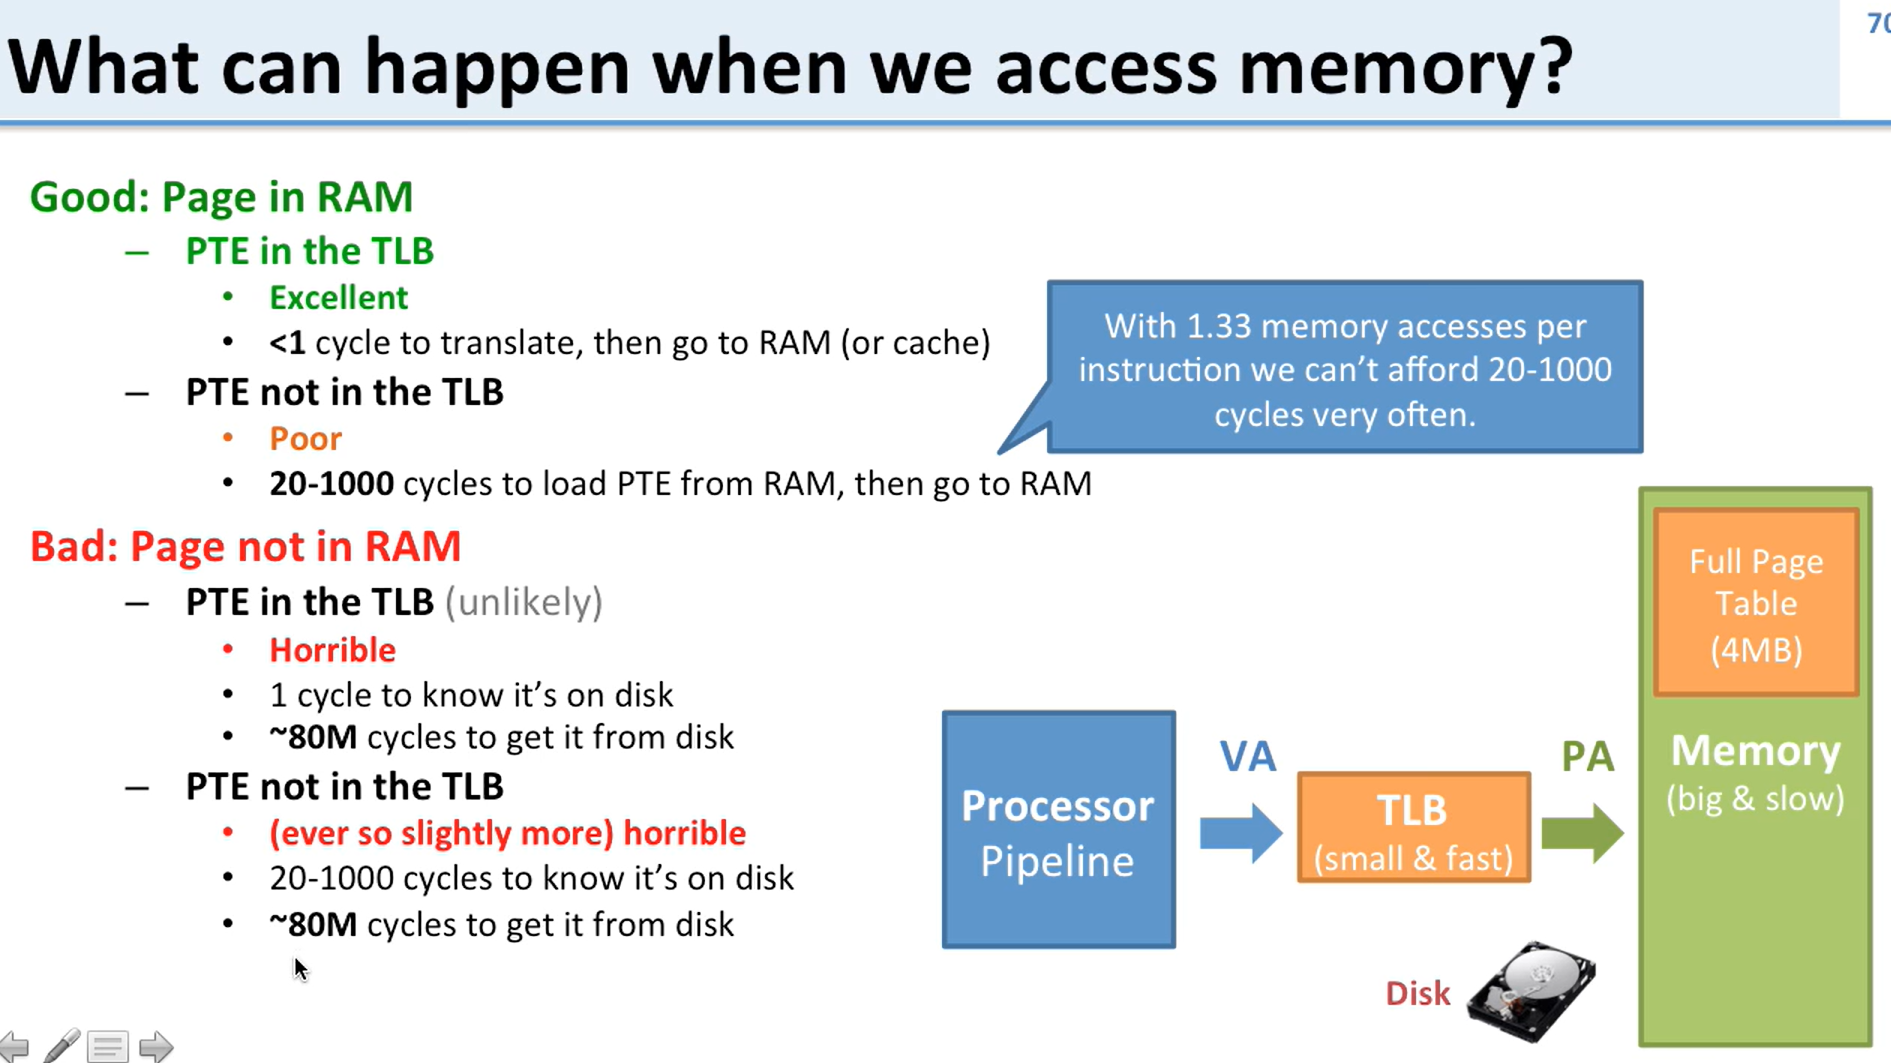 What can happen when we access memory?
Good: Page in RAM
– PTE in the TLB
• Excellent
• <1 cycle to translate, then go to RAM (or cache)
– PTE not in the TLB
• Poor
• 20-1000 cycles to load PTE from RAM, then go to RAM
With 1.33 memory accesses per
instruction we can't afford 20-1000
cycles very often.
Bad: Page not in RAM
– PTE in the TLB (unlikely)
• Horrible
• 1 cycle to know it's on disk
• ~80M cycles to get it from disk
– PTE not in the TLB
• (ever so slightly more) horrible
• 20-1000 cycles to know it's on disk
• ~80M cycles to get it from disk
Processor
Pipeline
VA
TLB
(small & fast)
PA
Full Page
Table
(4MB)
Memory
(big & slow)
Disk